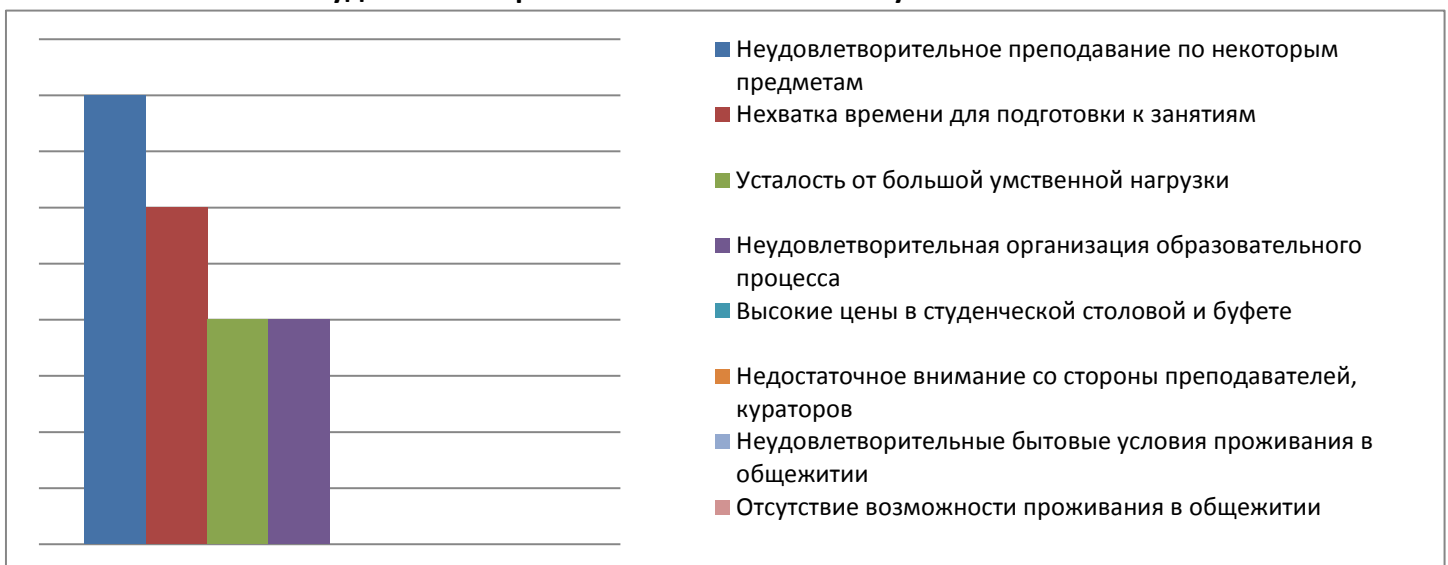 Неудовлетворительное преподавание по некоторым
предметам
Нехватка времени для подготовки к занятиям
Усталость от большой умственной нагрузки
Неудовлетворительная организация образовательного
процесса
Высокие цены в студенческой столовой и буфете
Недостаточное внимание со стороны преподавателей,
кураторов
Неудовлетворительные бытовые условия проживания в
общежитии
Отсутствие возможности проживания в общежитии